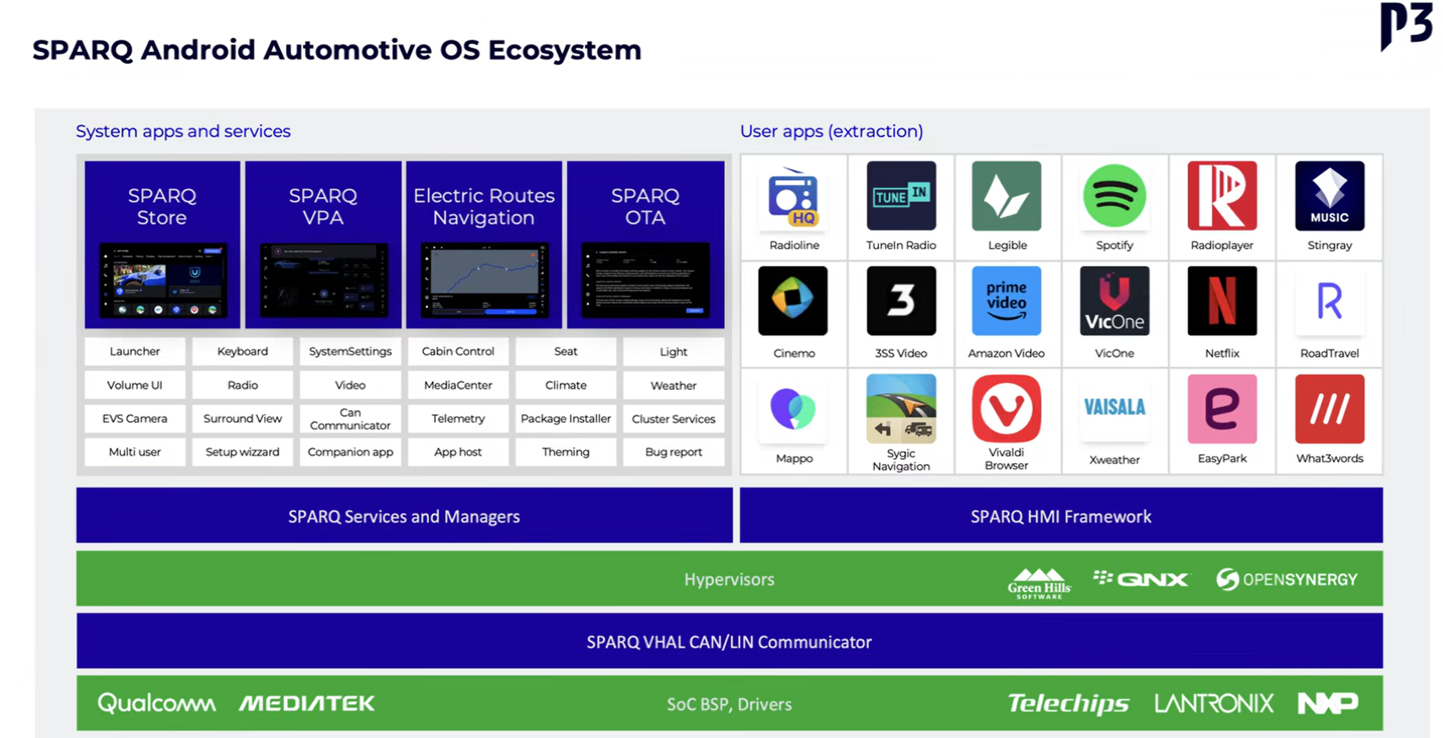 P3
SPARQ Android Automotive OS Ecosystem
System apps and services
SPARQ
Store
SPARQ
VPA
Electric Routes
Navigation
SPARQ
OTA
Launcher
Keyboard
SystemSettings
Cabin Control
Seat
Light
Volume UI
Radio
Video
MediaCenter
Climate
Weather
EVS Camera
Surround View
Can
Communicator
Telemetry
Package Installer
Cluster Services
Multi user
Setup wizzard
Companion app
App host
Theming
Bug report
User apps (extraction)
HQ
Radioline
TUNE IN
TuneIn Radio
Legible
Spotify
R
Radioplayer
MUSIC
Stingray
Cinemo
3
3SS Video
prime
video
Amazon Video
VicOne
VicOne
N
Netflix
R
RoadTravel
Mappo
Sygic
Navigation
Vivaldi
Browser
VAISALA
Xweather
e
EasyPark
///
What3words
SPARQ Services and Managers
SPARQ HMI Framework
Hypervisors
Green Hills
SOFTWARE
QNX
OPENSYNERGY
SPARQ VHAL CAN/LIN Communicator
Qualcomm
MEDIATEK
SoC BSP, Drivers
Telechips
LANTRONIX
NXP